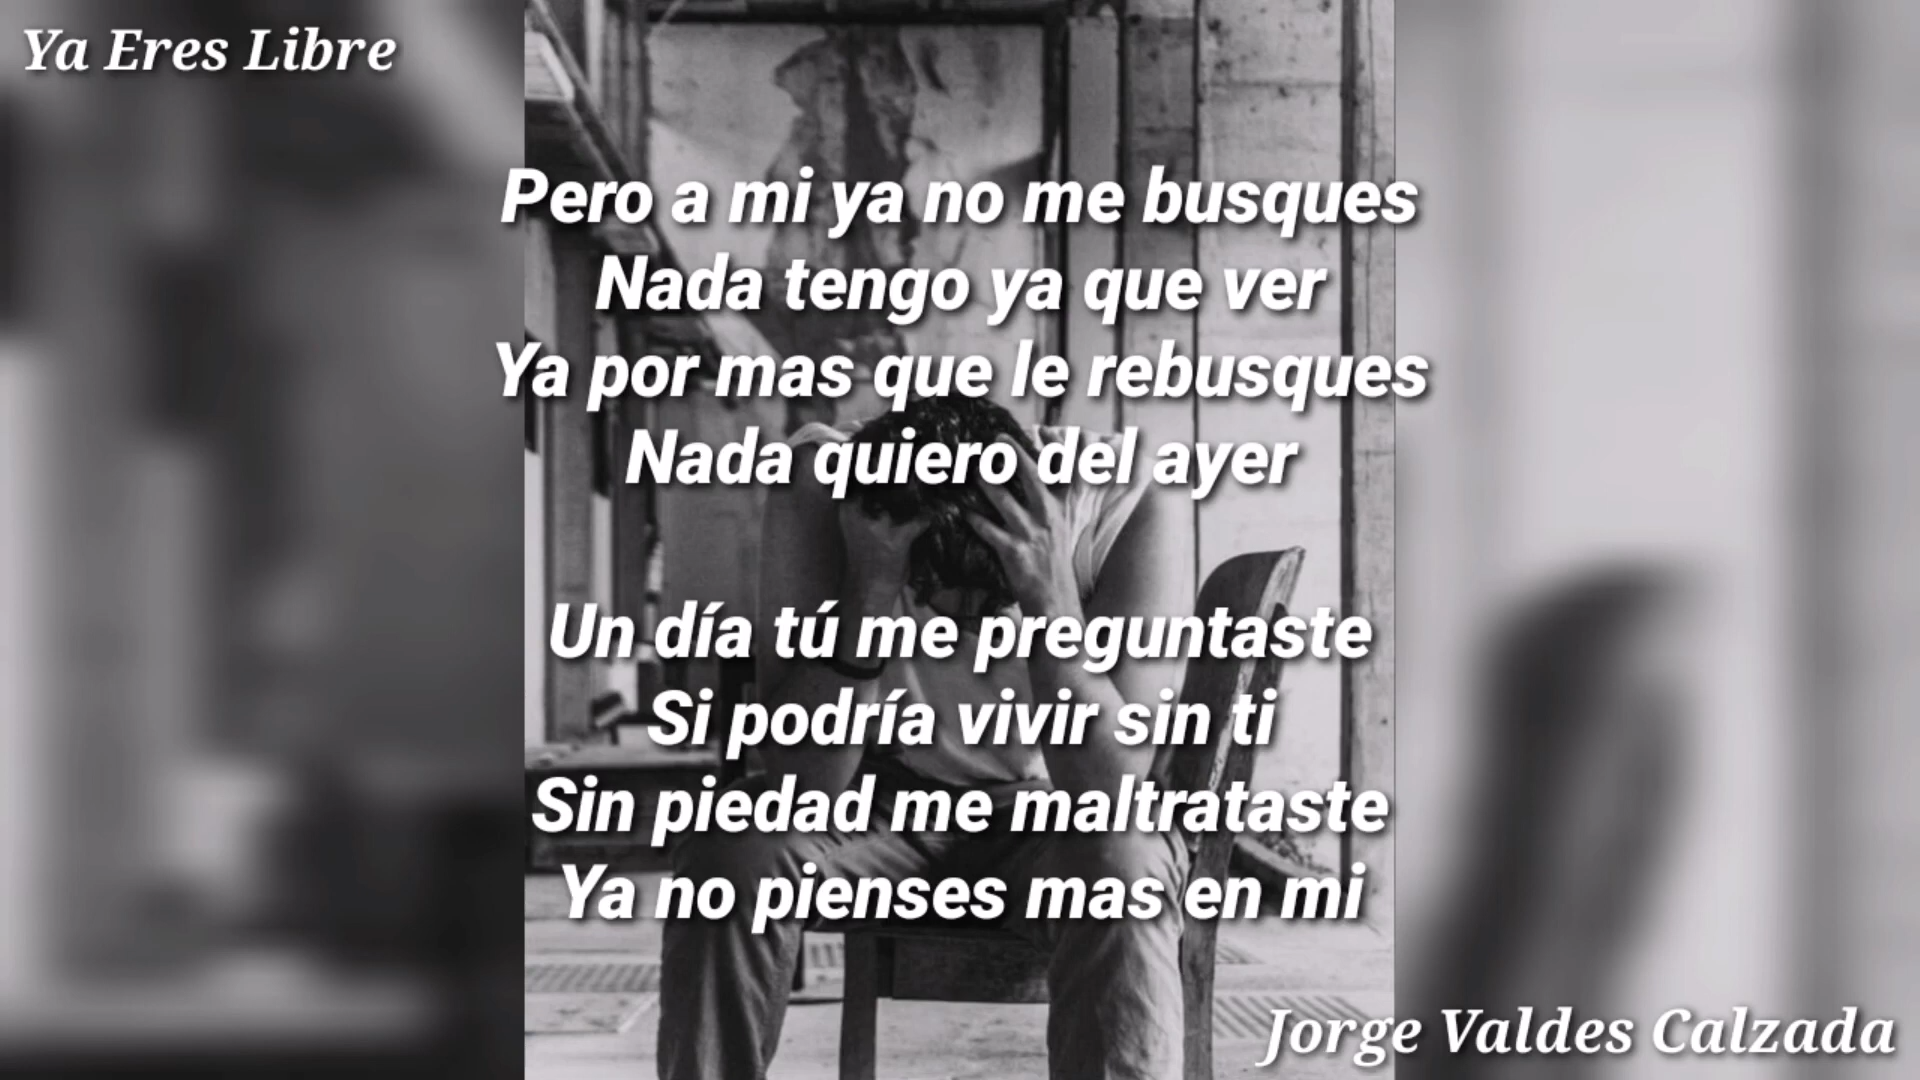 Ya Eres Libre
Pero a mi ya no me busques
Nada tengo ya que ver
Ya por mas que le rebusques
Nada quiero del ayer
Un día tú me preguntaste
Si podría vivir sin ti
Sin piedad me maltrataste
Ya no pienses mas en mi
Jorge Valdes Calzada